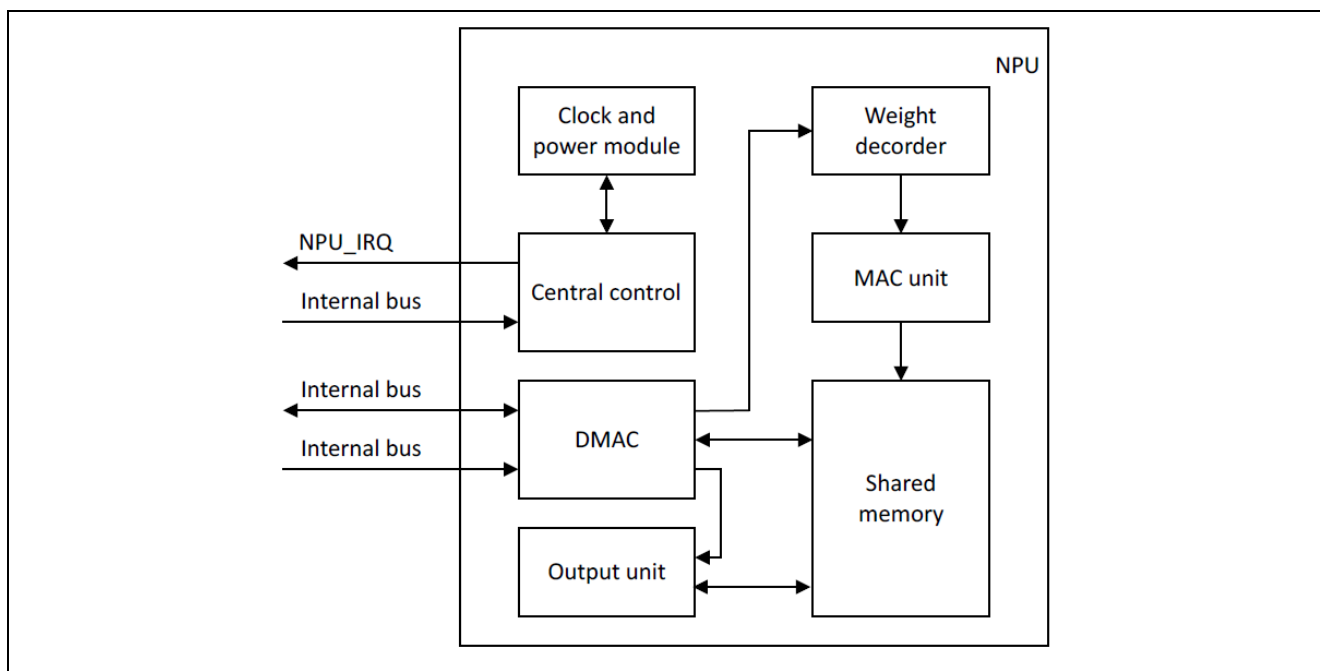 NPU
Clock and
power module
Weight
decorder
NPU_IRQ
Internal bus
Central control
MAC unit
Internal bus
Internal bus
DMAC
Shared
memory
Output unit